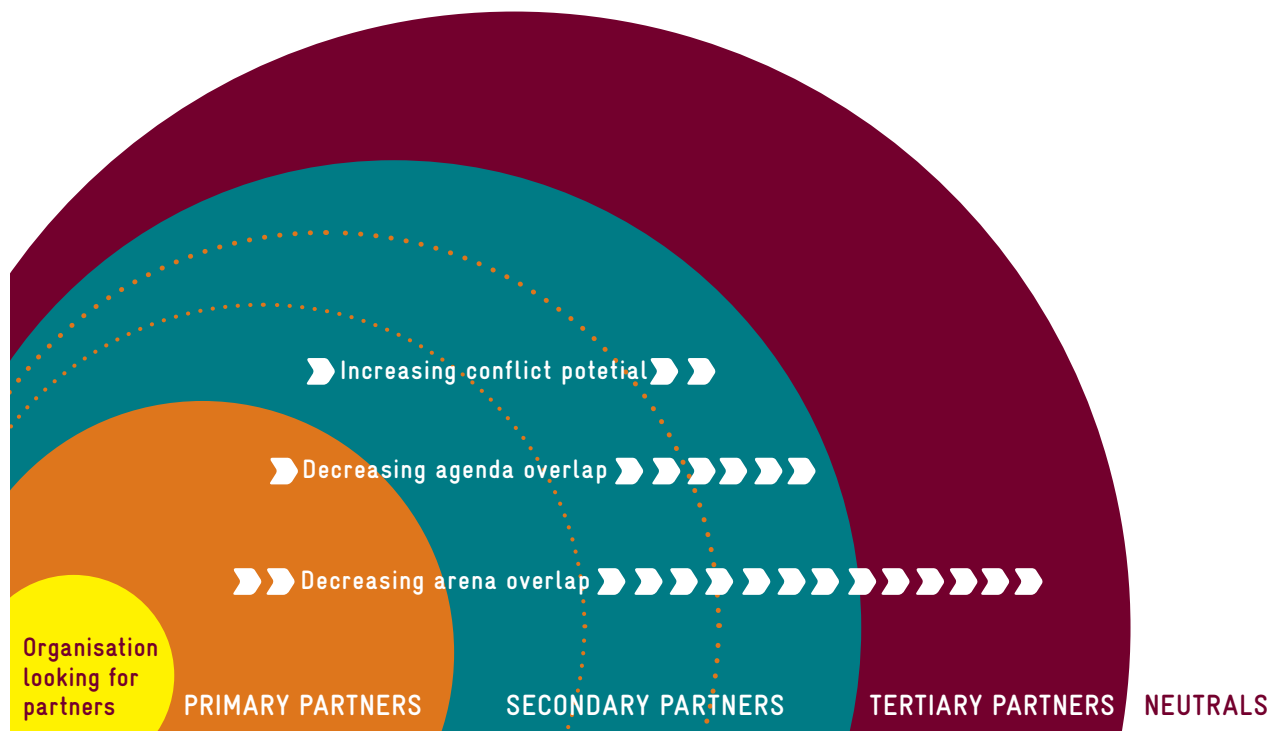 Increasing conflict potetial
Decreasing agenda overlap
Decreasing arena overlap
Organisation
looking for
partners
PRIMARY PARTNERS
SECONDARY PARTNERS
TERTIARY PARTNERS
NEUTRALS